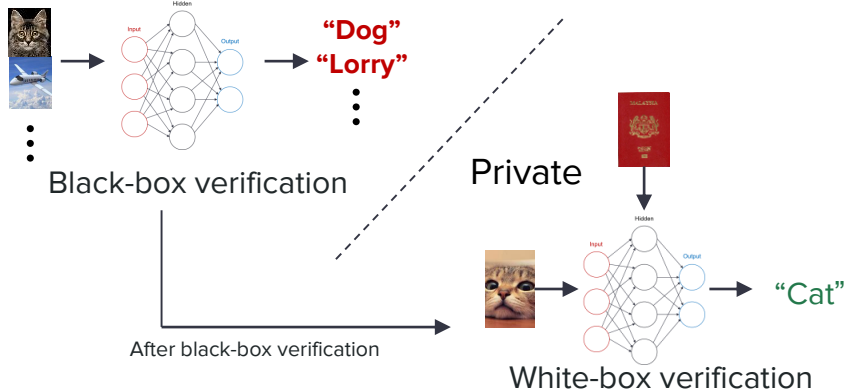 Hidden
Input
Output
“Dog”
“Lorry”
Black-box verification
Private
MALAYSIA
Hidden
Input
Output
“Cat”
After black-box verification
White-box verification